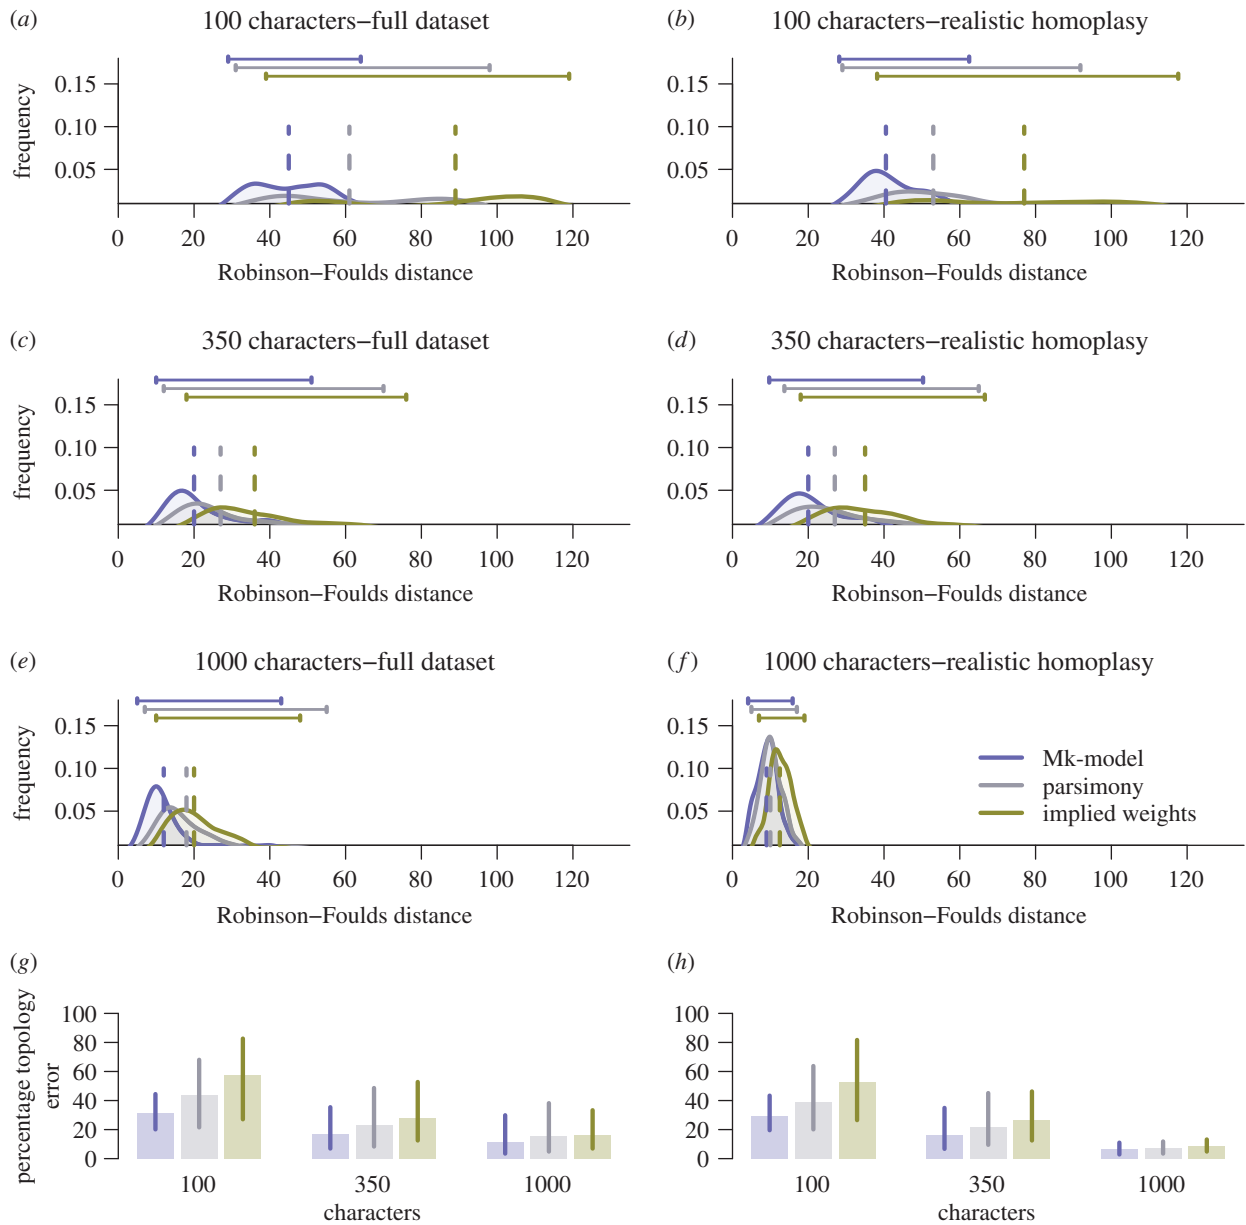 (a) 100 characters–full dataset
frequency
0.15
0.10
0.05
0 20 40 60 80 100 120
Robinson–Foulds distance
(b) 100 characters–realistic homoplasy
frequency
0.15
0.10
0.05
0 20 40 60 80 100 120
Robinson–Foulds distance
(c) 350 characters–full dataset
frequency
0.15
0.10
0.05
0 20 40 60 80 100 120
Robinson–Foulds distance
(d) 350 characters–realistic homoplasy
frequency
0.15
0.10
0.05
0 20 40 60 80 100 120
Robinson–Foulds distance
(e) 1000 characters–full dataset
frequency
0.15
0.10
0.05
0 20 40 60 80 100 120
Robinson–Foulds distance
(f) 1000 characters–realistic homoplasy
frequency
0.15
0.10
0.05
Mk-model
parsimony
implied weights
0 20 40 60 80 100 120
Robinson–Foulds distance
(g)
percentage topology
error
100
80
60
40
20
0
100 350 1000
characters
(h)
100
80
60
40
20
0
100 350 1000
characters